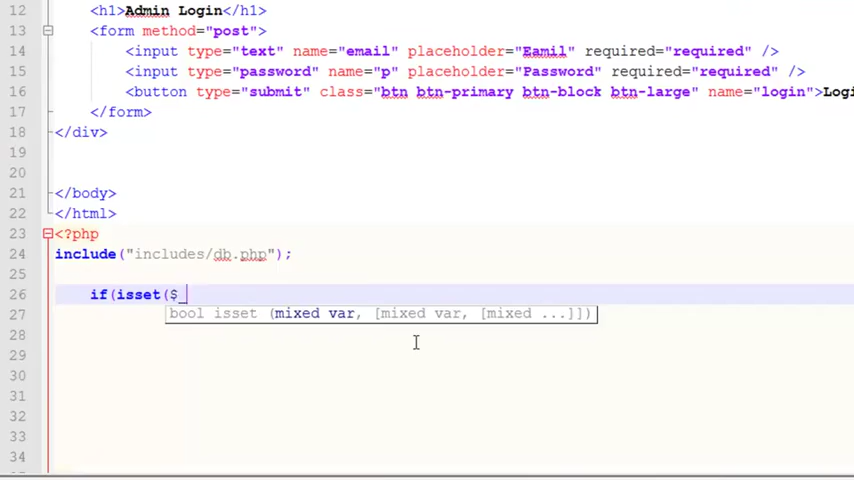 12 <h1>Admin Login</h1>
13 <form method="post">
14 <input type="text" name="email" placeholder="Eamil" required="required" />
15 <input type="password" name="p" placeholder="Password" required="required" />
16 <button type="submit" class="btn btn-primary btn-block btn-large" name="login">Logi
17 </form>
18 </div>
19
20
21 </body>
22 </html>
23 <?php
24 include("includes/db.php");
25
26 if(isset($_
27 bool isset (mixed var, [mixed var, [mixed ...]])
28
29
30
31
32
33
34